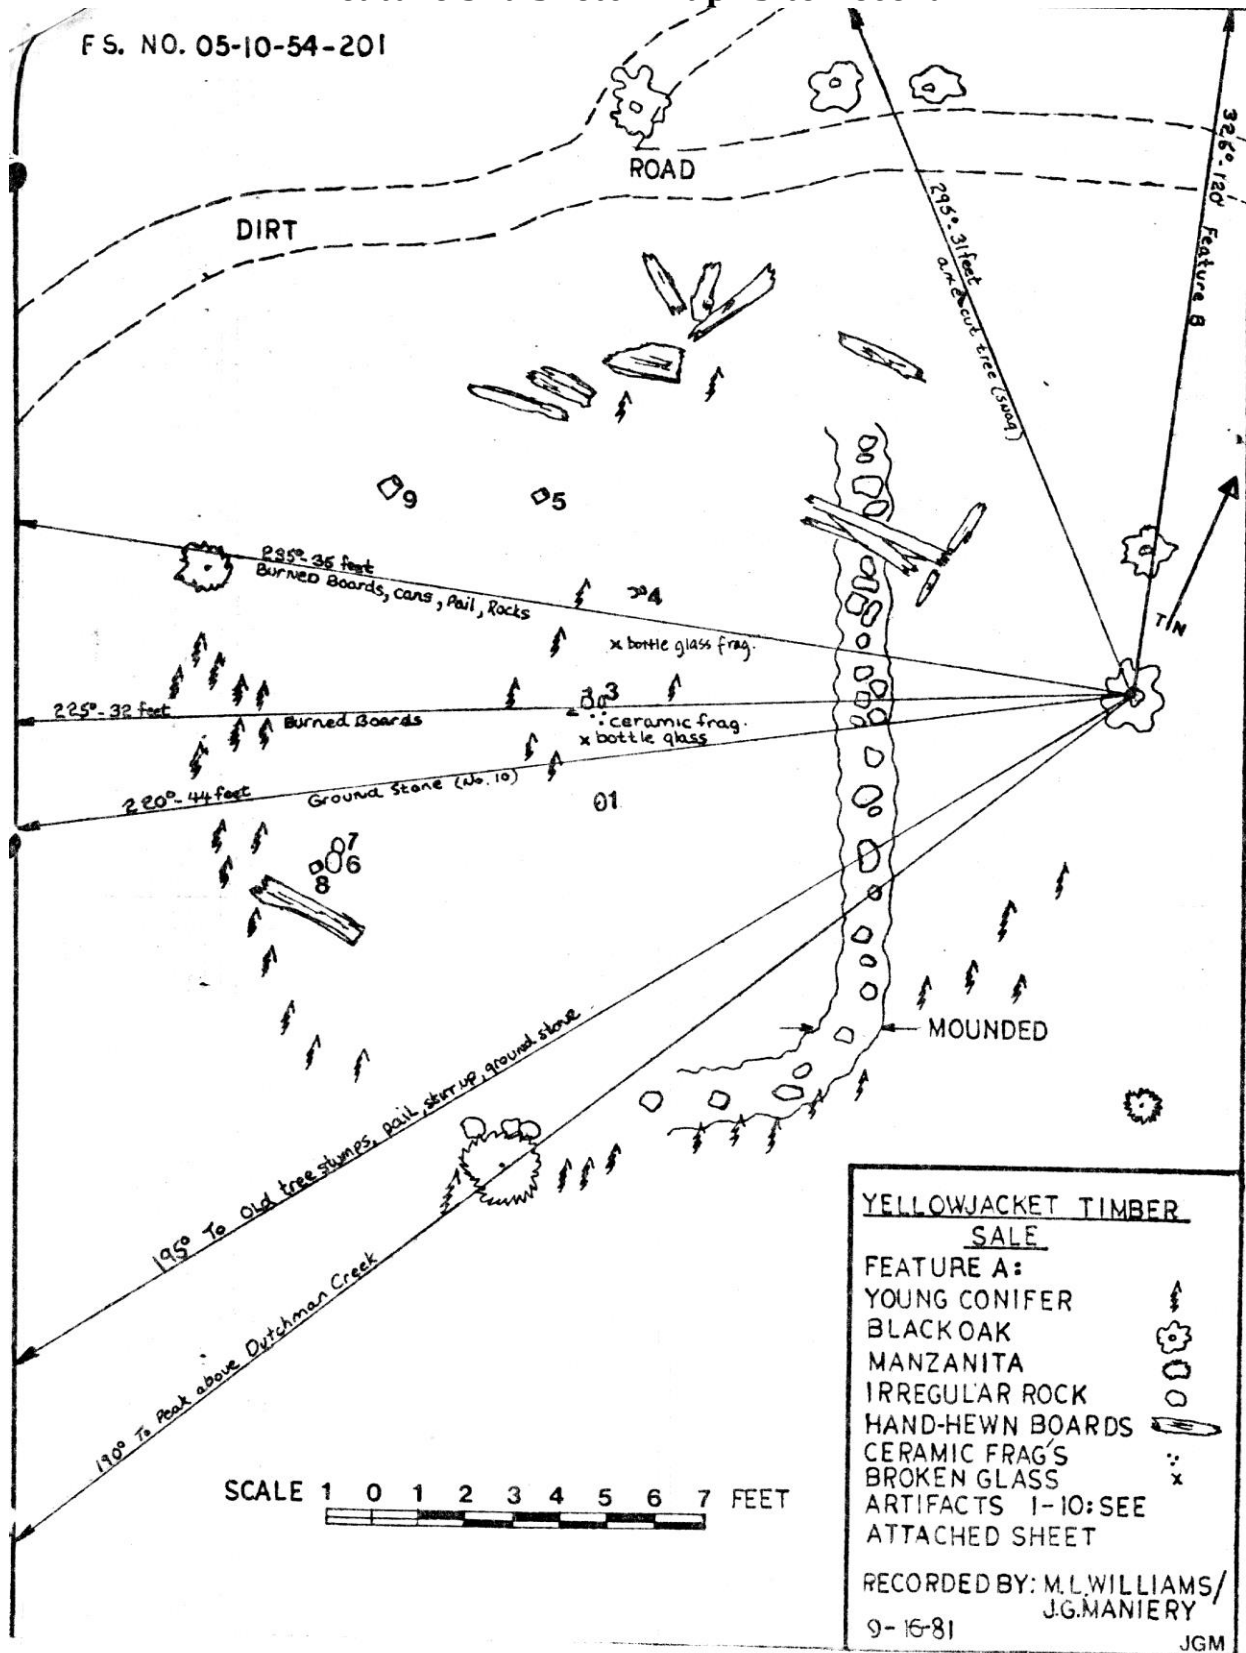 FS. NO. 05-10-54-201
ROAD
DIRT
326°-120' Feature B
295°-31 feet
axe cut tree (snag)
9
5
TN
235°-35 feet
Burned Boards, cans, Pail, Rocks
4
x bottle glass frag.
3
225°-32 feet
Burned Boards
ceramic frag.
x bottle glass
220°-44 feet
Ground Stone (No. 10)
1
7
6
8
MOUNDED
195° To Old tree stumps, pail, stirrup, ground stone
190° To Peak above Dutchman Creek
SCALE 1 0 1 2 3 4 5 6 7 FEET
YELLOWJACKET TIMBER
SALE
FEATURE A:
YOUNG CONIFER
BLACK OAK
MANZANITA
IRREGULAR ROCK
HAND-HEWN BOARDS
CERAMIC FRAG'S
BROKEN GLASS x
ARTIFACTS 1-10: SEE
ATTACHED SHEET
RECORDED BY: M.L.WILLIAMS/
J.G.MANIERY
9-16-81
JGM